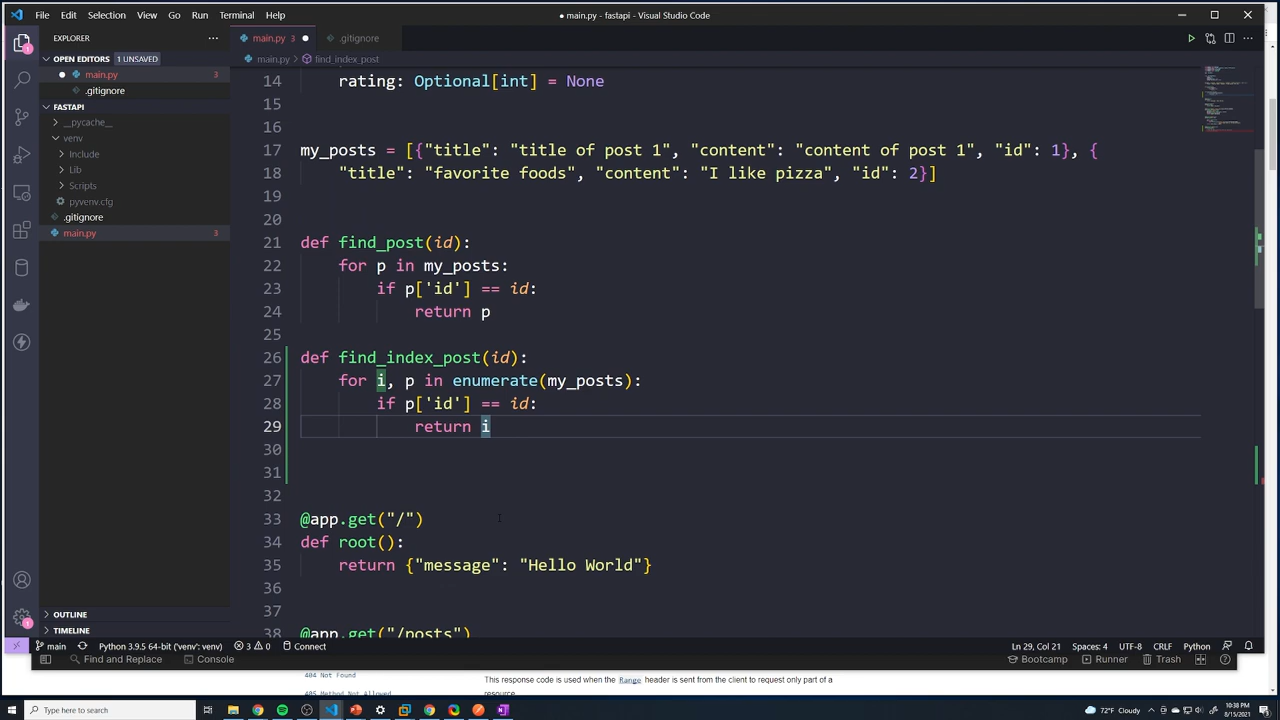 File Edit Selection View Go Run Terminal Help
● main.py - fastapi - Visual Studio Code
EXPLORER
main.py 3
.gitignore
OPEN EDITORS 1 UNSAVED
main.py > find_index_post
main.py 3
.gitignore
FASTAPI
__pycache__
venv
Include
Lib
Scripts
pyvenv.cfg
.gitignore
main.py 3
14 rating: Optional[int] = None
15
16
17 my_posts = [{"title": "title of post 1", "content": "content of post 1", "id": 1}, {
18 "title": "favorite foods", "content": "I like pizza", "id": 2}]
19
20
21 def find_post(id):
22 for p in my_posts:
23 if p['id'] == id:
24 return p
25
26 def find_index_post(id):
27 for i, p in enumerate(my_posts):
28 if p['id'] == id:
29 return i
30
31
32
33 @app.get("/")
34 def root():
35 return {"message": "Hello World"}
36
37
38 @app.get("/posts")
OUTLINE
TIMELINE
main Python 3.9.5 64-bit ('venv': venv) 3 0 Connect Ln 29, Col 21 Spaces: 4 UTF-8 CRLF Python
Find and Replace Console Bootcamp Runner Trash
404 Not Found
This response code is used when the Range header is sent from the client to request only part of a
resource.
405 Method Not Allowed
Type here to search
72°F Cloudy
10:38 PM
8/15/2021